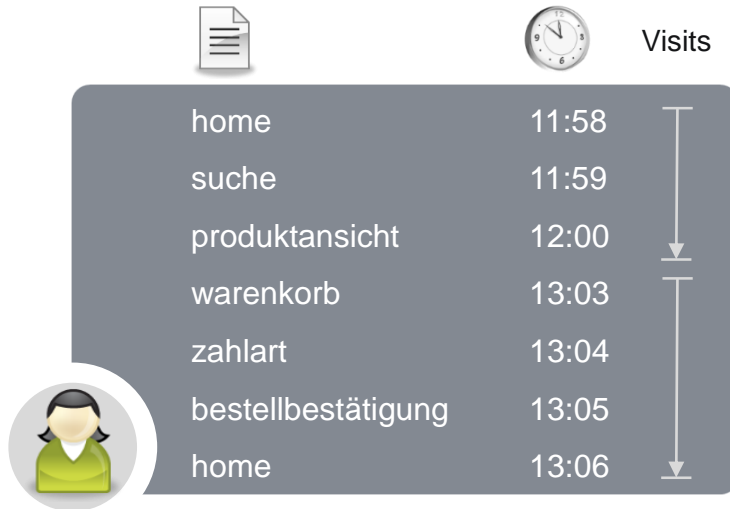 Visits
home 11:58
suche 11:59
produktansicht 12:00
warenkorb 13:03
zahlart 13:04
bestellbestätigung 13:05
home 13:06